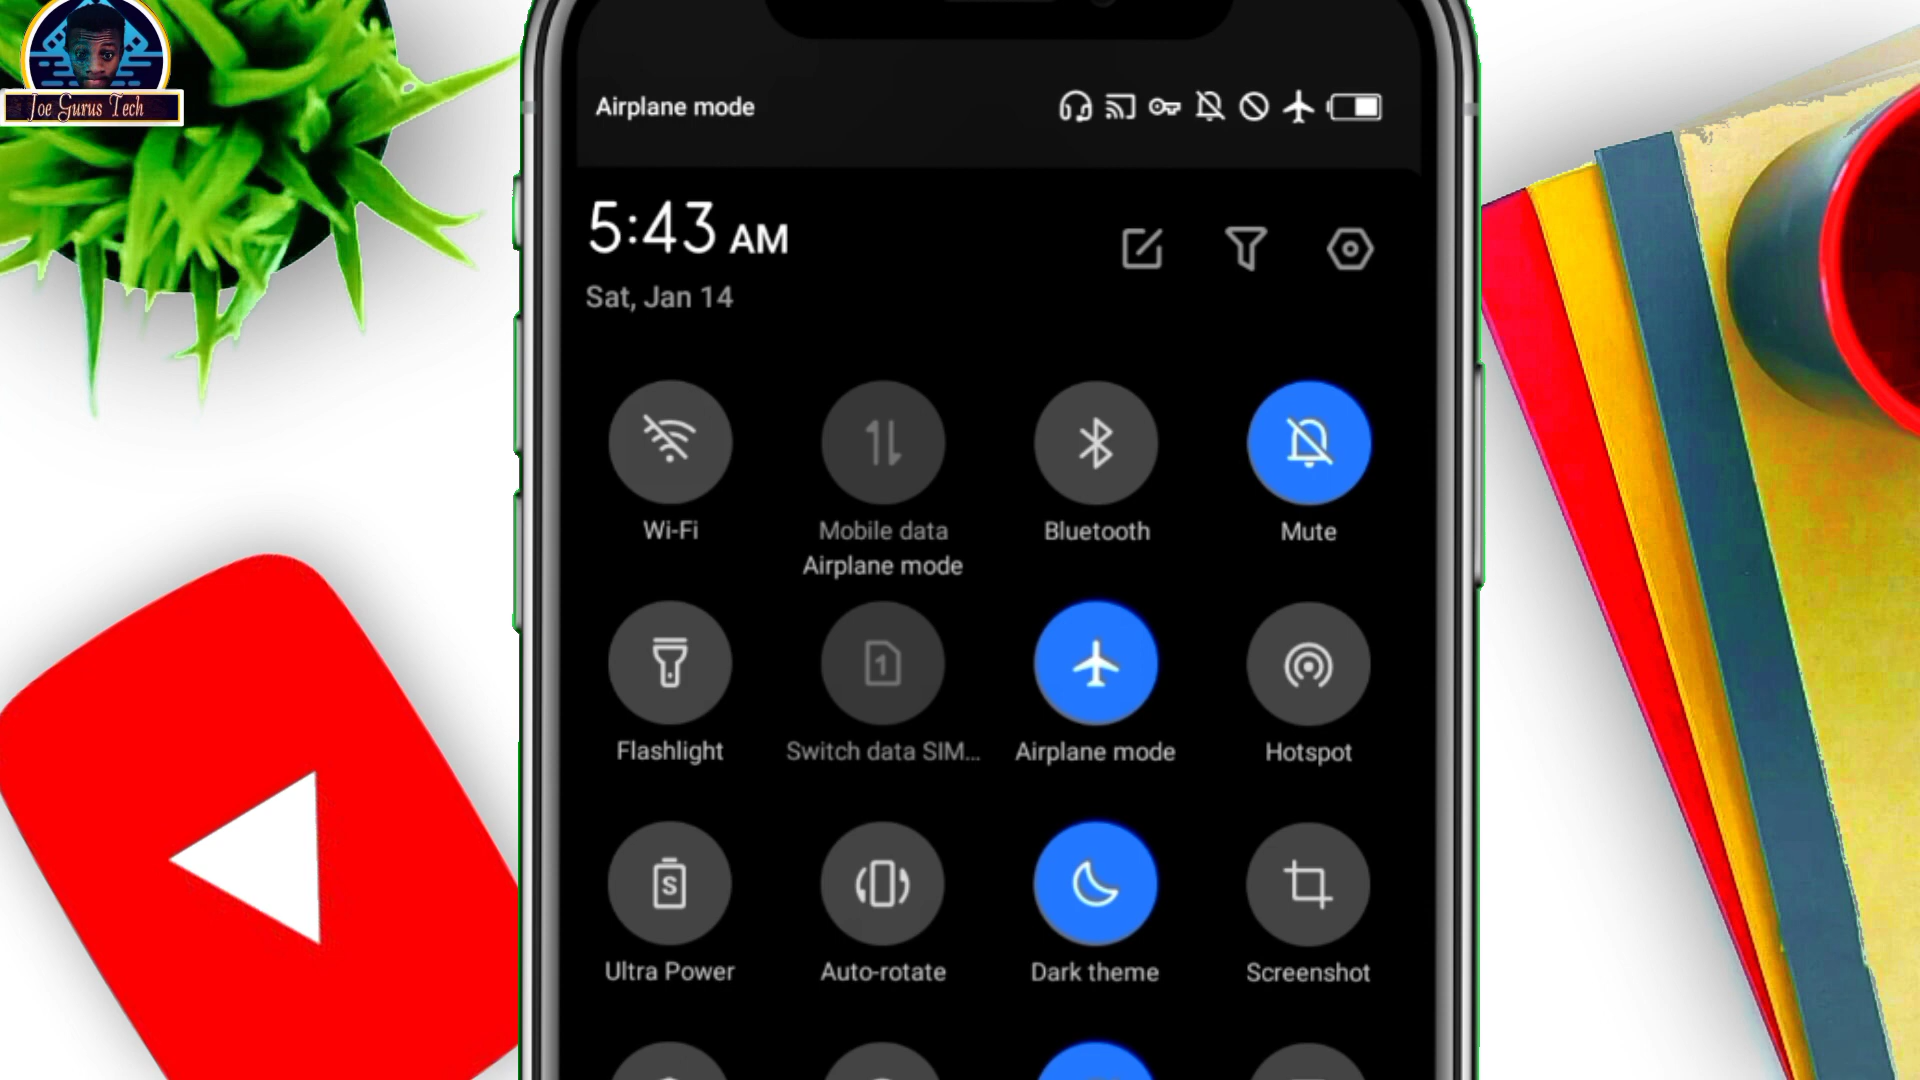 Joe Gurus Tech
Airplane mode
5:43 AM
Sat, Jan 14
Wi-Fi
Mobile data
Airplane mode
Bluetooth
Mute
Flashlight
1
Switch data SIM...
Airplane mode
Hotspot
S
Ultra Power
Auto-rotate
Dark theme
Screenshot